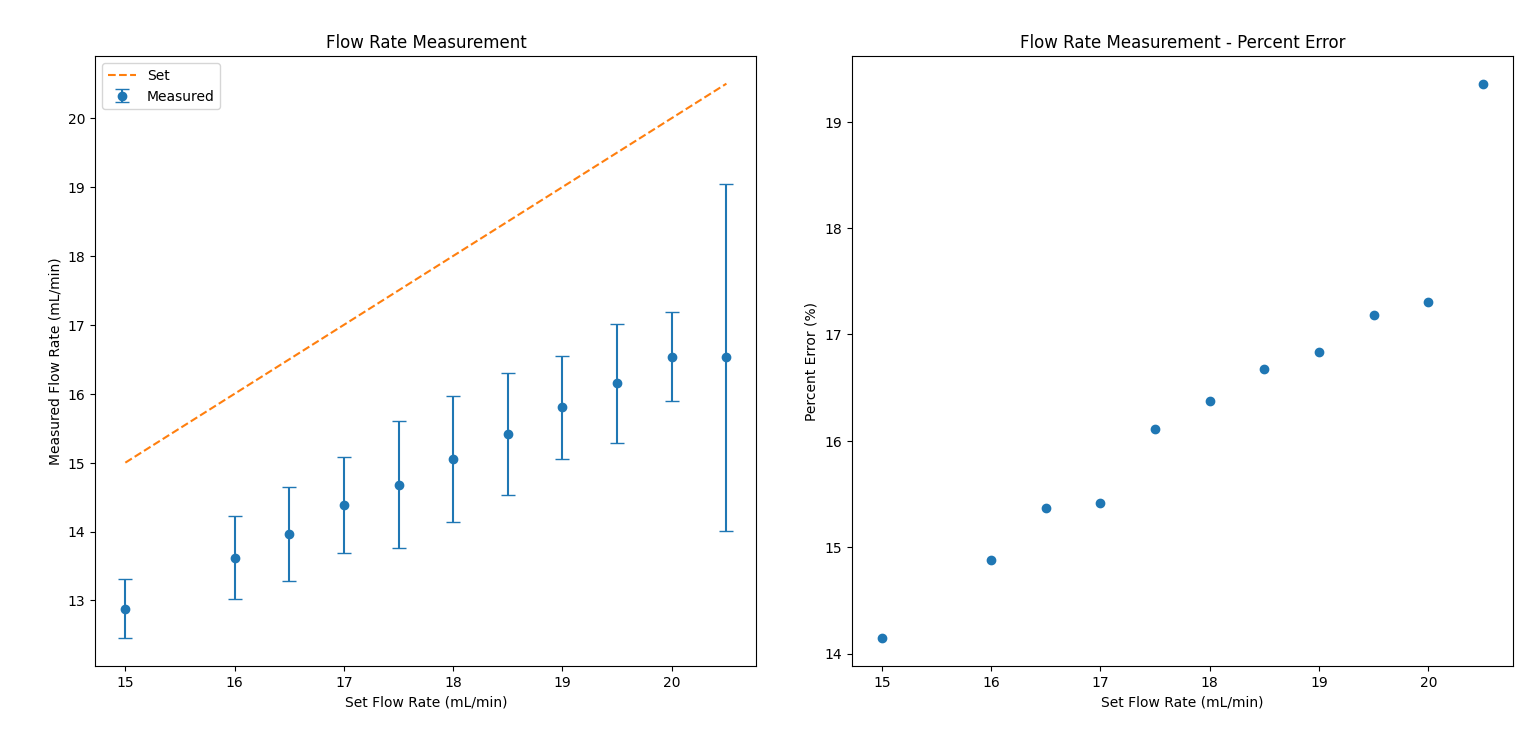 Flow Rate Measurement
Set
Measured
20
19
18
17
16
15
14
13
Measured Flow Rate (mL/min)
15 16 17 18 19 20
Set Flow Rate (mL/min)
Flow Rate Measurement - Percent Error
19
18
17
16
15
14
Percent Error (%)
15 16 17 18 19 20
Set Flow Rate (mL/min)